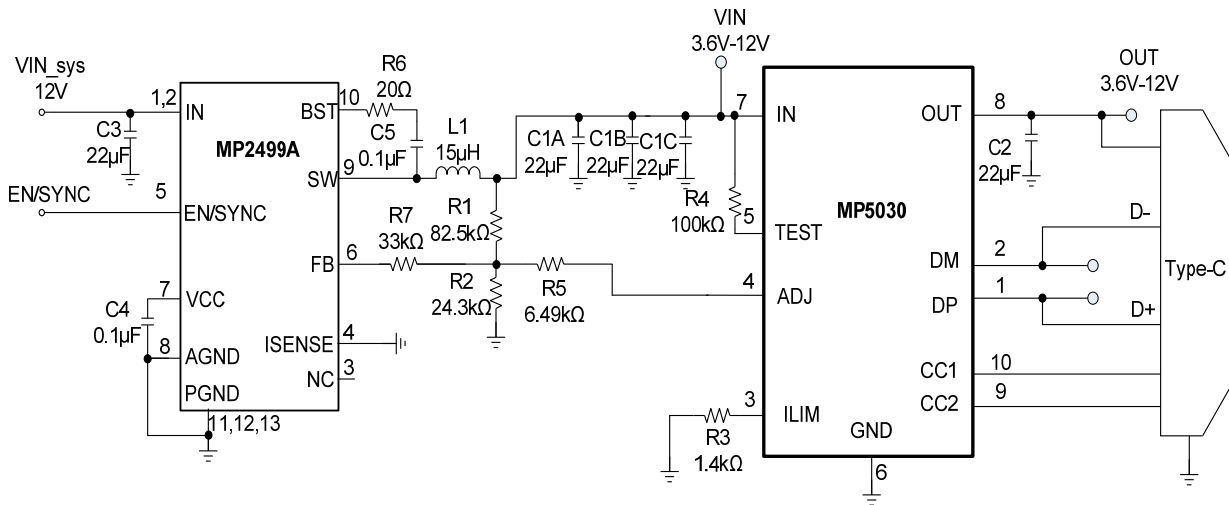 VIN_sys
12V
C3
22µF
EN/SYNC
5
1,2
IN
MP2499A
BST
10
R6
20Ω
C5
0.1µF
L1
15µH
SW
9
EN/SYNC
R7
33kΩ
R1
82.5kΩ
FB
6
R2
24.3kΩ
R5
6.49kΩ
7
VCC
C4
0.1µF
8
AGND
ISENSE
4
NC
3
PGND
11,12,13
VIN
3.6V-12V
C1A
22µF
C1B
22µF
C1C
22µF
7
IN
R4
100kΩ
5
TEST
MP5030
4
ADJ
3
ILIM
R3
1.4kΩ
GND
6
OUT
8
OUT
3.6V-12V
C2
22µF
D-
DM
2
DP
1
D+
Type-C
CC1
10
CC2
9